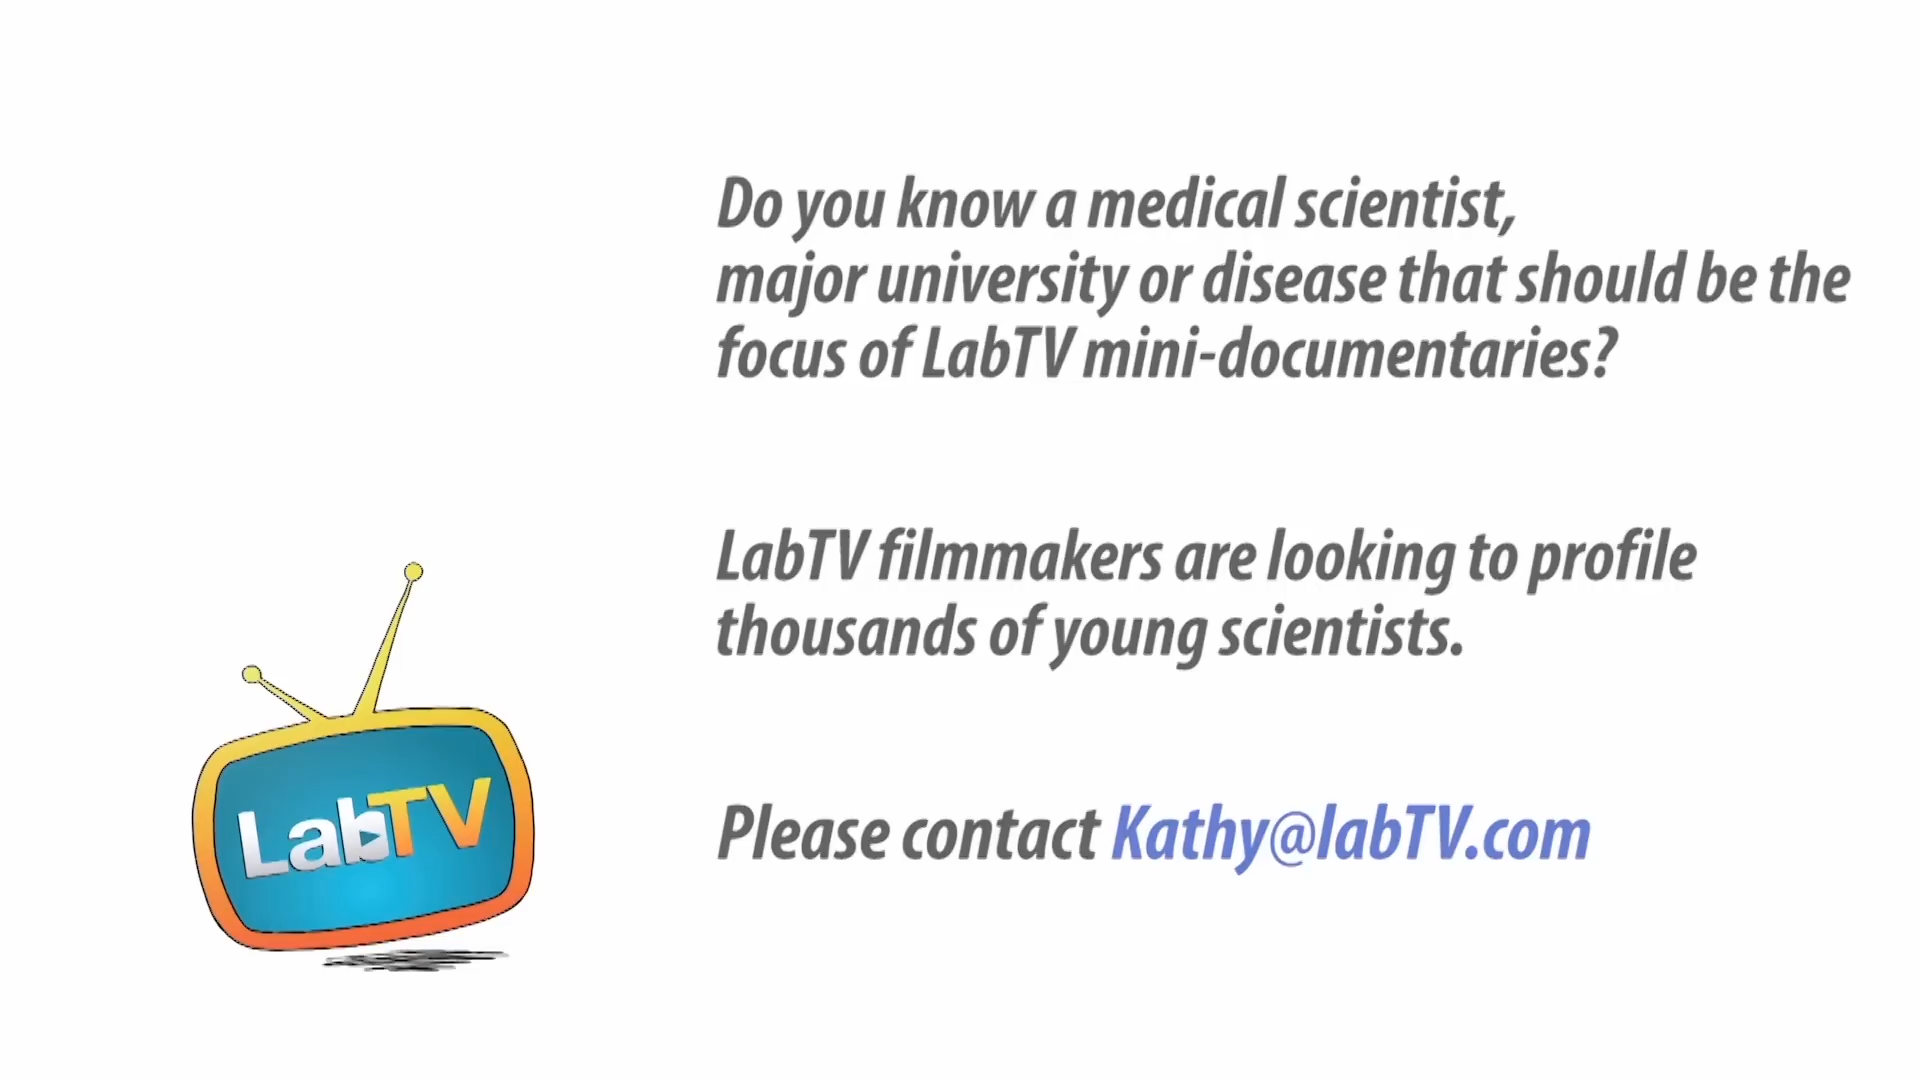 Do you know a medical scientist,
major university or disease that should be the
focus of LabTV mini-documentaries?
LabTV filmmakers are looking to profile
thousands of young scientists.
Please contact Kathy@labTV.com
LabTV